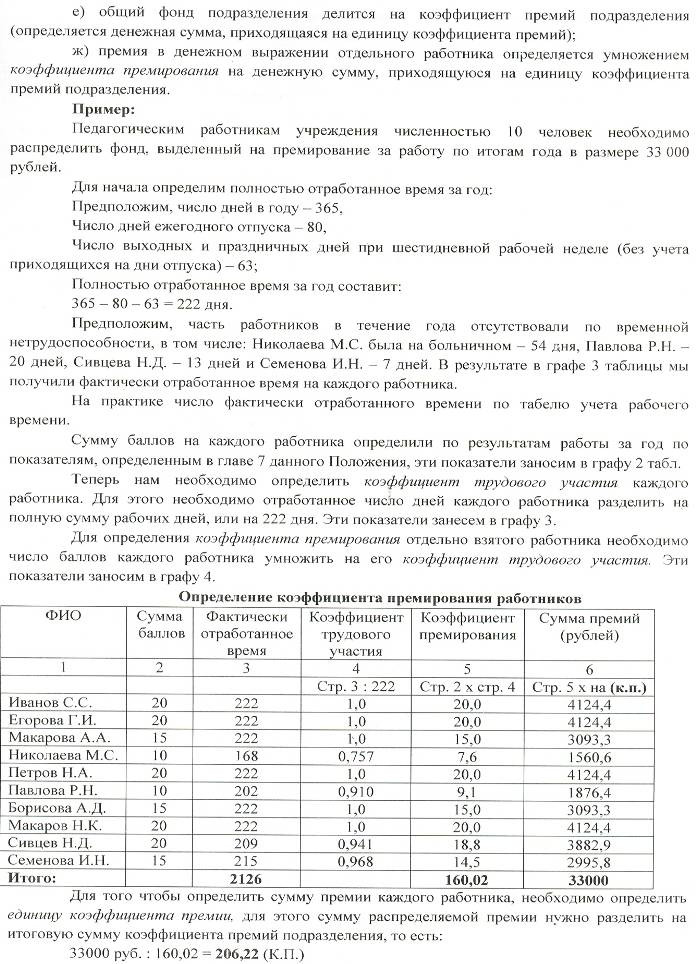 е) общий фонд подразделения делится на коэффициент премий подразделения
(определяется денежная сумма, приходящаяся на единицу коэффициента премий);
ж) премия в денежном выражении отдельного работника определяется умножением
коэффициента премирования на денежную сумму, приходящуюся на единицу коэффициента
премий подразделения.
Пример:
Педагогическим работникам учреждения численностью 10 человек необходимо
распределить фонд, выделенный на премирование за работу по итогам года в размере 33 000
рублей.
Для начала определим полностью отработанное время за год:
Предположим, число дней в году – 365,
Число дней ежегодного отпуска – 80,
Число выходных и праздничных дней при шестидневной рабочей неделе (без учета
приходящихся на дни отпуска) – 63;
Полностью отработанное время за год составит:
365 – 80 – 63 = 222 дня.
Предположим, часть работников в течение года отсутствовали по временной
нетрудоспособности, в том числе: Николаева М.С. была на больничном – 54 дня, Павлова Р.Н. –
20 дней, Сивцева Н.Д. – 13 дней и Семенова И.Н. – 7 дней. В результате в графе 3 таблицы мы
получили фактически отработанное время на каждого работника.
На практике число фактически отработанного времени по табелю учета рабочего
времени.
Сумму баллов на каждого работника определили по результатам работы за год по
показателям, определенным в главе 7 данного Положения, эти показатели заносим в графу 2 табл.
Теперь нам необходимо определить коэффициент трудового участия каждого
работника. Для этого необходимо отработанное число дней каждого работника разделить на
полную сумму рабочих дней, или на 222 дня. Эти показатели занесем в графу 3.
Для определения коэффициента премирования отдельно взятого работника необходимо
число баллов каждого работника умножить на его коэффициент трудового участия. Эти
показатели заносим в графу 4.
Определение коэффициента премирования работников
ФИО Сумма баллов Фактически отработанное время Коэффициент трудового участия Коэффициент премирования Сумма премий (рублей)
1 2 3 4 5 6
Стр. 3 : 222 Стр. 2 х стр. 4 Стр. 5 х на (к.п.)
Иванов С.С. 20 222 1,0 20,0 4124,4
Егорова Г.И. 20 222 1,0 20,0 4124,4
Макарова А.А. 15 222 1,0 15,0 3093,3
Николаева М.С. 10 168 0,757 7,6 1560,6
Петров Н.А. 20 222 1,0 20,0 4124,4
Павлова Р.Н. 10 202 0,910 9,1 1876,4
Борисова А.Д. 15 222 1,0 15,0 3093,3
Макаров Н.К. 20 222 1,0 20,0 4124,4
Сивцев Н.Д. 20 209 0,941 18,8 3882,9
Семенова И.Н. 15 215 0,968 14,5 2995,8
Итого: 2126 160,02 33000
Для того чтобы определить сумму премии каждого работника, необходимо определить
единицу коэффициента премии, для этого сумму распределяемой премии нужно разделить на
итоговую сумму коэффициента премий подразделения, то есть:
33000 руб. : 160,02 = 206,22 (К.П.)